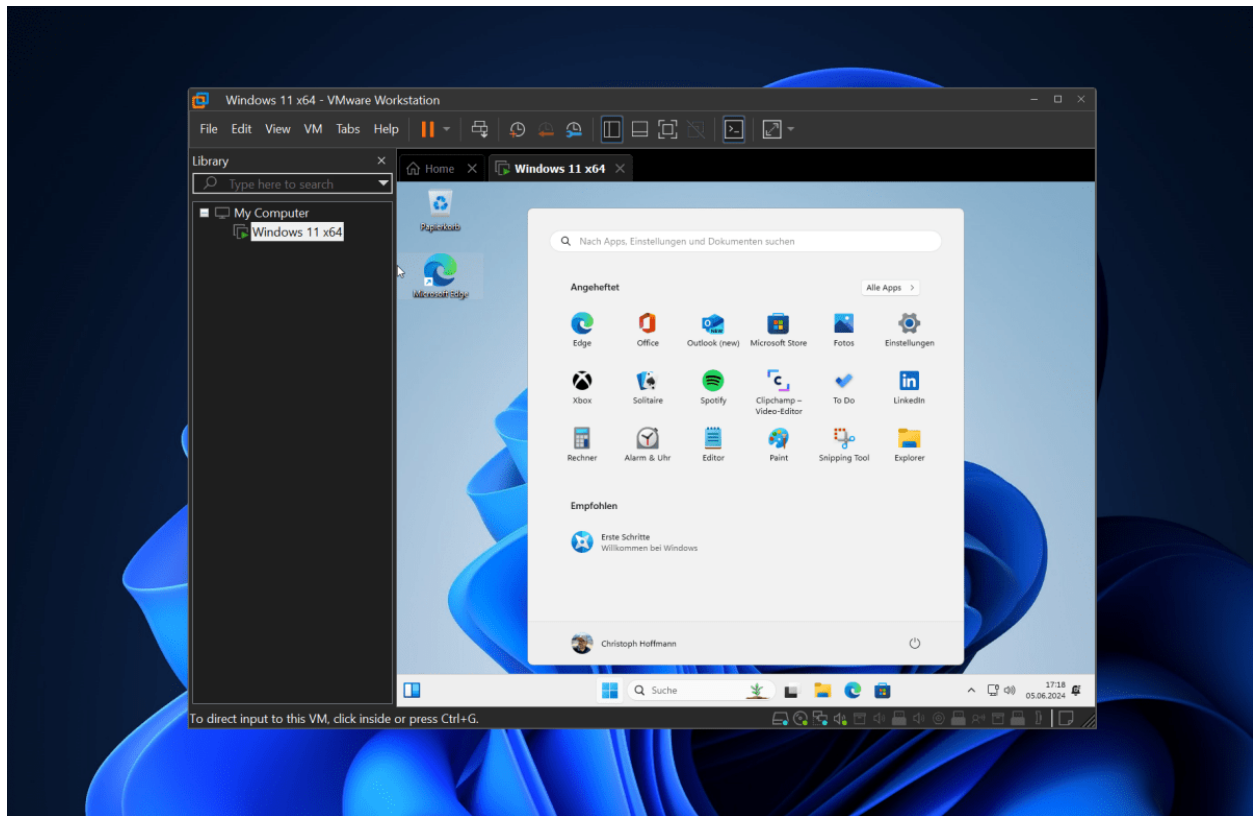 Windows 11 x64 - VMware Workstation
File Edit View VM Tabs Help
Library
Home
Windows 11 x64
Type here to search
My Computer
Windows 11 x64
Papierkorb
Microsoft Edge
Nach Apps, Einstellungen und Dokumenten suchen
Angeheftet
Alle Apps
Edge
Office
Outlook (new)
Microsoft Store
Fotos
Einstellungen
Xbox
Solitaire
Spotify
Clipchamp –
Video-Editor
To Do
LinkedIn
Rechner
Alarm & Uhr
Editor
Paint
Snipping Tool
Explorer
Empfohlen
Erste Schritte
Willkommen bei Windows
Christoph Hoffmann
Suche
17:18
05.06.2024
To direct input to this VM, click inside or press Ctrl+G.